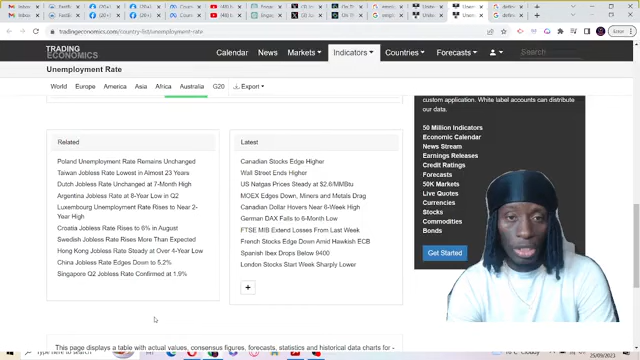 tradingeconomics.com/country-list/unemployment-rate
TRADING
ECONOMICS
Calendar News Markets Indicators Countries Forecasts Search
Unemployment Rate
World Europe America Asia Africa Australia G20 Export
custom application. White label accounts can distribute
our data.
Related
Poland Unemployment Rate Remains Unchanged
Taiwan Jobless Rate Lowest in Almost 23 Years
Dutch Jobless Rate Unchanged at 7-Month High
Argentina Jobless Rate at 8-Year Low in Q2
Luxembourg Unemployment Rate Rises to Near 2-
Year High
Croatia Jobless Rate Rises to 6% in August
Swedish Jobless Rate Rises More Than Expected
Hong Kong Jobless Rate Steady at Over 4-Year Low
China Jobless Rate Edges Down to 5.2%
Singapore Q2 Jobless Rate Confirmed at 1.9%
Latest
Canadian Stocks Edge Higher
Wall Street Ends Higher
US Natgas Prices Steady at $2.6/MMBtu
MOEX Edges Down, Miners and Metals Drag
Canadian Dollar Hovers Near 6-Week High
German DAX Falls to 6-Month Low
FTSE MIB Extend Losses From Last Week
French Stocks Edge Down Amid Hawkish ECB
Spanish Ibex Drops Below 9400
London Stocks Start Week Sharply Lower
+
50 Million Indicators
Economic Calendar
News Stream
Earnings Releases
Credit Ratings
Forecasts
50K Markets
Live Quotes
Currencies
Stocks
Commodities
Bonds
Get Started
This page displays a table with actual values, consensus figures, forecasts, statistics and historical data charts for -
Type here to search
Cloudy
25/09/2023